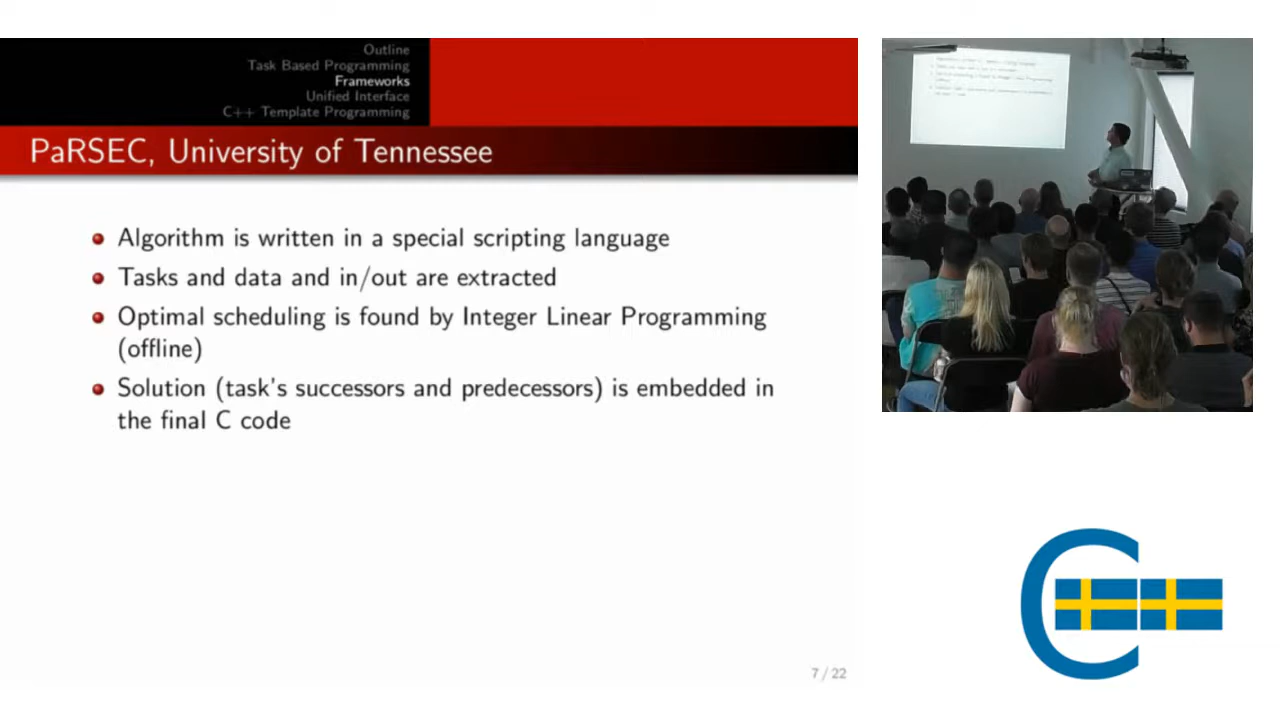 Outline
Task Based Programming
Frameworks
Unified Interface
C++ Template Programming
PaRSEC, University of Tennessee
Algorithm is written in a special scripting language
Tasks and data and in/out are extracted
Optimal scheduling is found by Integer Linear Programming
(offline)
Solution (task's successors and predecessors) is embedded in
the final C code
7 / 22
C